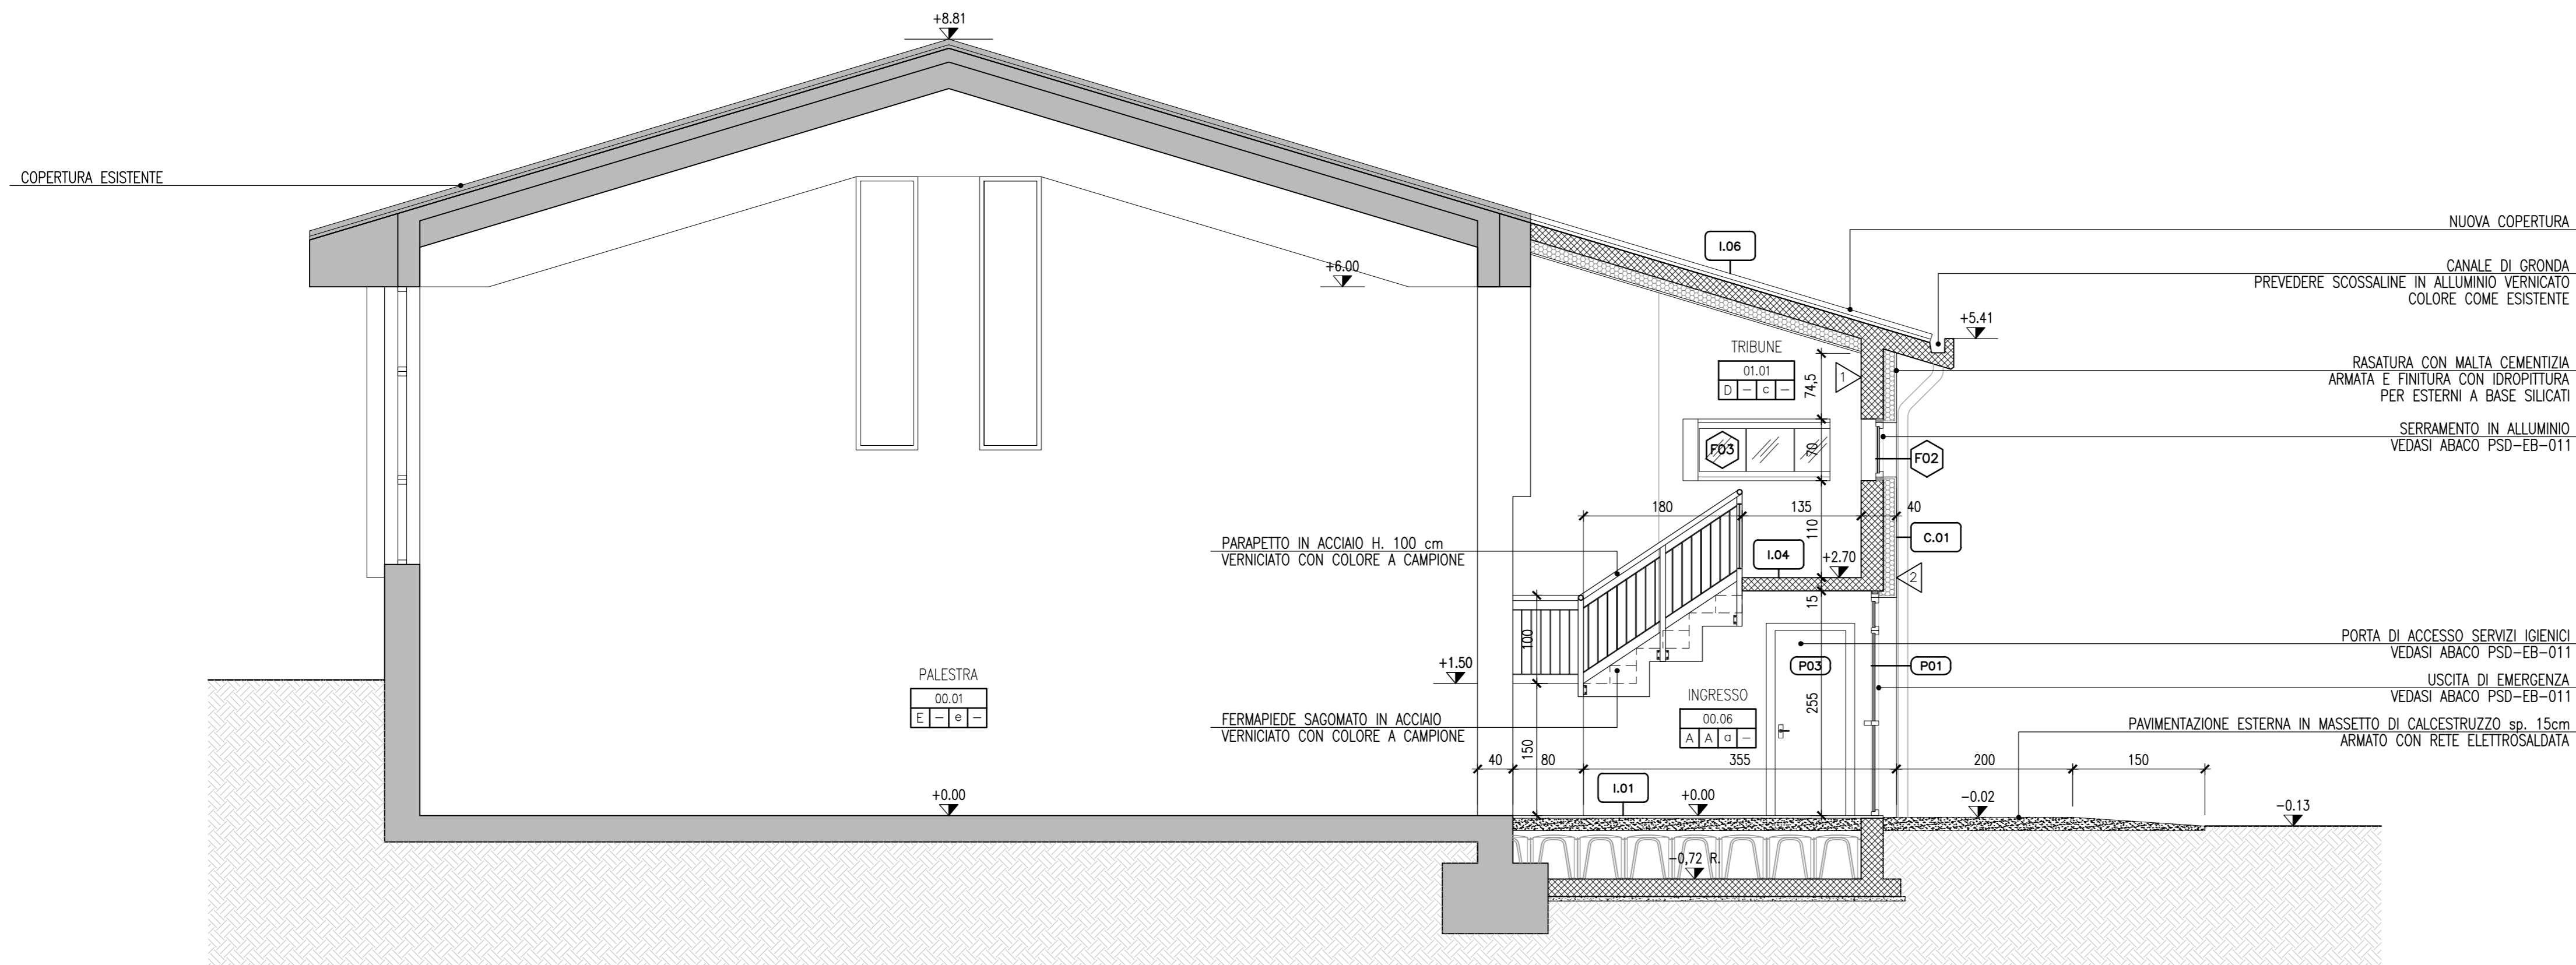 +8.81
COPERTURA ESISTENTE
+6.00
I.06
NUOVA COPERTURA
CANALE DI GRONDA
PREVEDERE SCOSSALINE IN ALLUMINIO VERNICATO
COLORE COME ESISTENTE
+5.41
TRIBUNE
01.01
D - c -
74,5
1
RASATURA CON MALTA CEMENTIZIA
ARMATA E FINITURA CON IDROPITTURA
PER ESTERNI A BASE SILICATI
SERRAMENTO IN ALLUMINIO
VEDASI ABACO PSD-EB-011
F03
70
F02
180
135
40
110
C.01
PARAPETTO IN ACCIAIO H. 100 cm
VERNICIATO CON COLORE A CAMPIONE
I.04
+2.70
2
15
100
PORTA DI ACCESSO SERVIZI IGIENICI
VEDASI ABACO PSD-EB-011
+1.50
P03
P01
PALESTRA
00.01
E - e -
USCITA DI EMERGENZA
VEDASI ABACO PSD-EB-011
INGRESSO
00.06
A A a -
255
FERMAPIEDE SAGOMATO IN ACCIAIO
VERNICIATO CON COLORE A CAMPIONE
PAVIMENTAZIONE ESTERNA IN MASSETTO DI CALCESTRUZZO sp. 15cm
ARMATO CON RETE ELETTROSALDATA
150
40
80
355
200
150
I.01
+0.00
+0.00
-0.02
-0.13
-0,72 R.